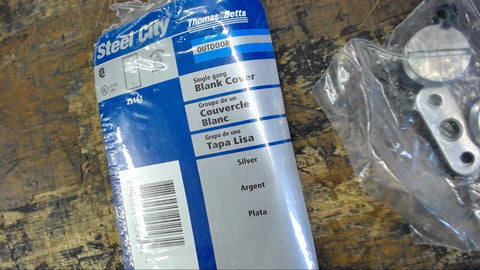 Steel City
Thomas & Betts
OUTDOOR
Single gang
Blank Cover
Groupe de un
Couvercle
Blanc
Grupo de uno
Tapa Lisa
Silver
Argent
Plata